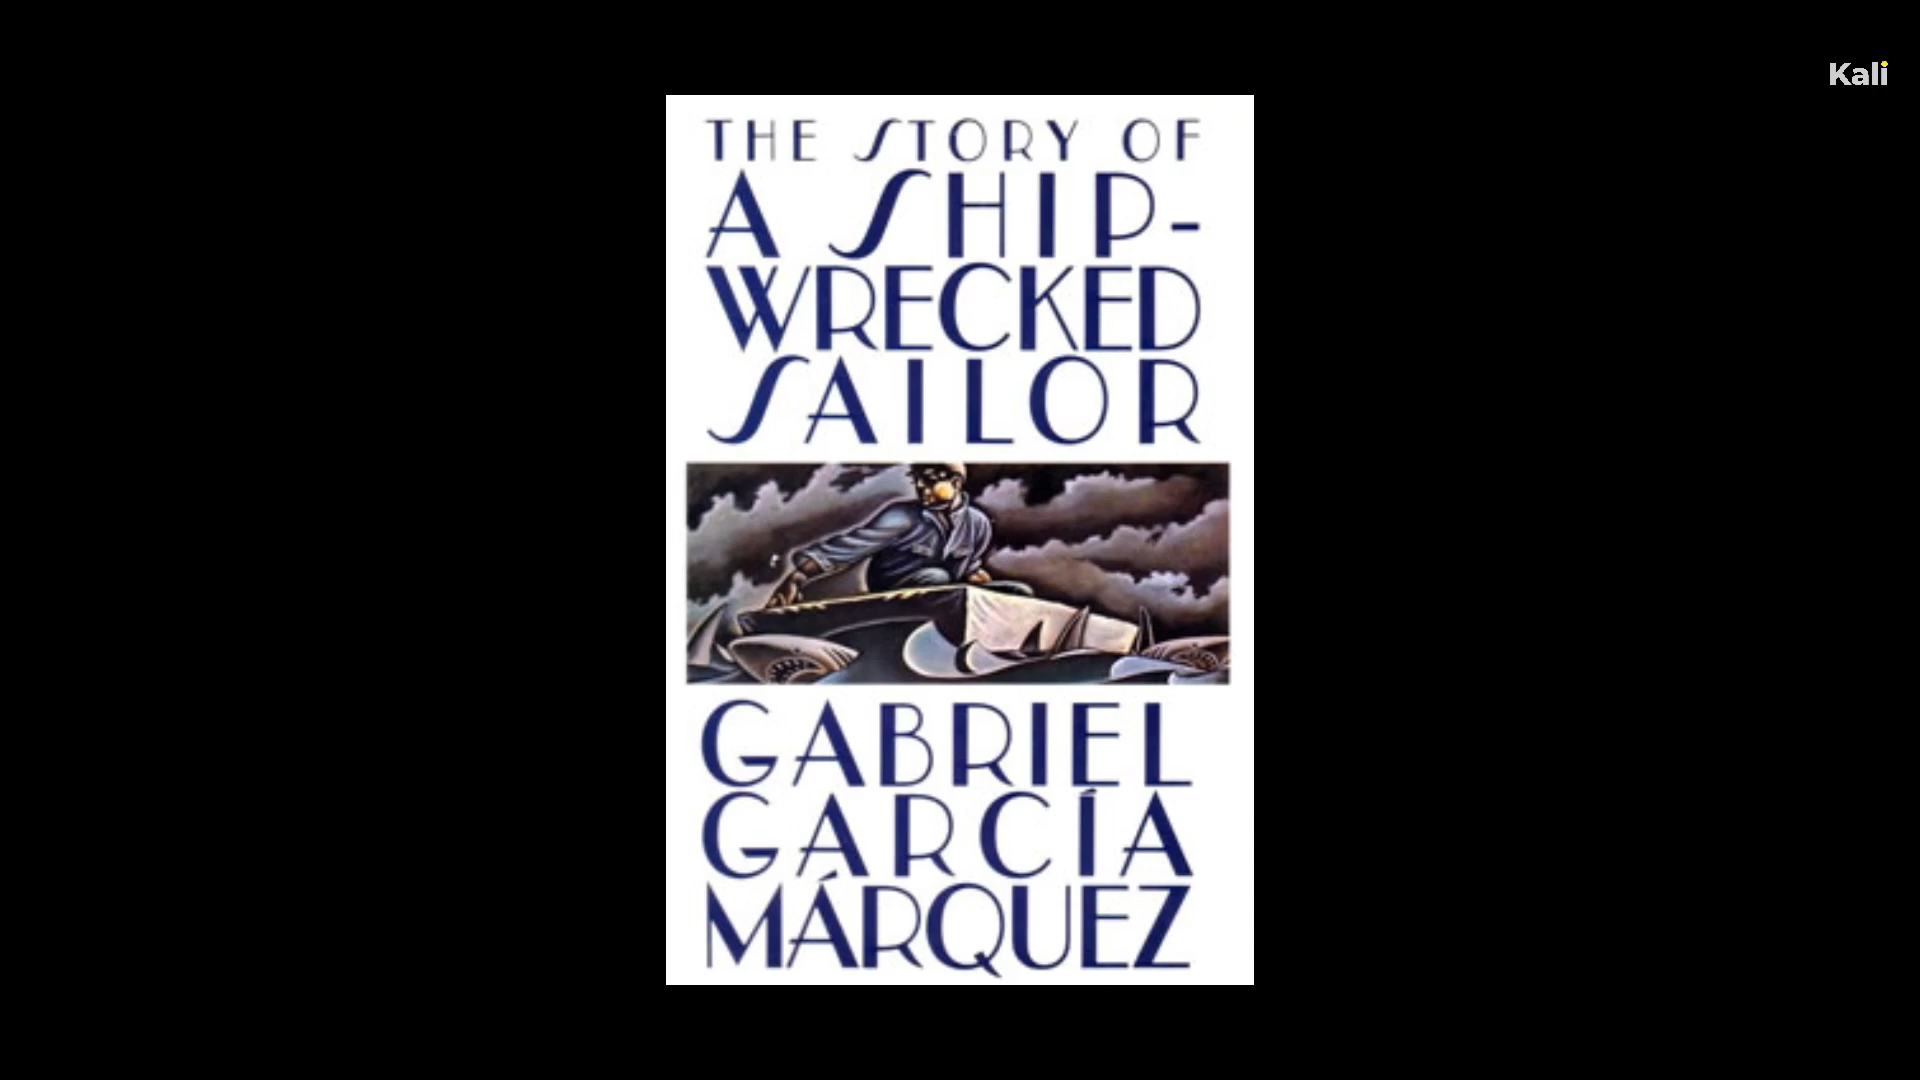 Kali
THE STORY OF
A SHIP-
WRECKED
SAILOR
GABRIEL
GARCÍA
MÁRQUEZ